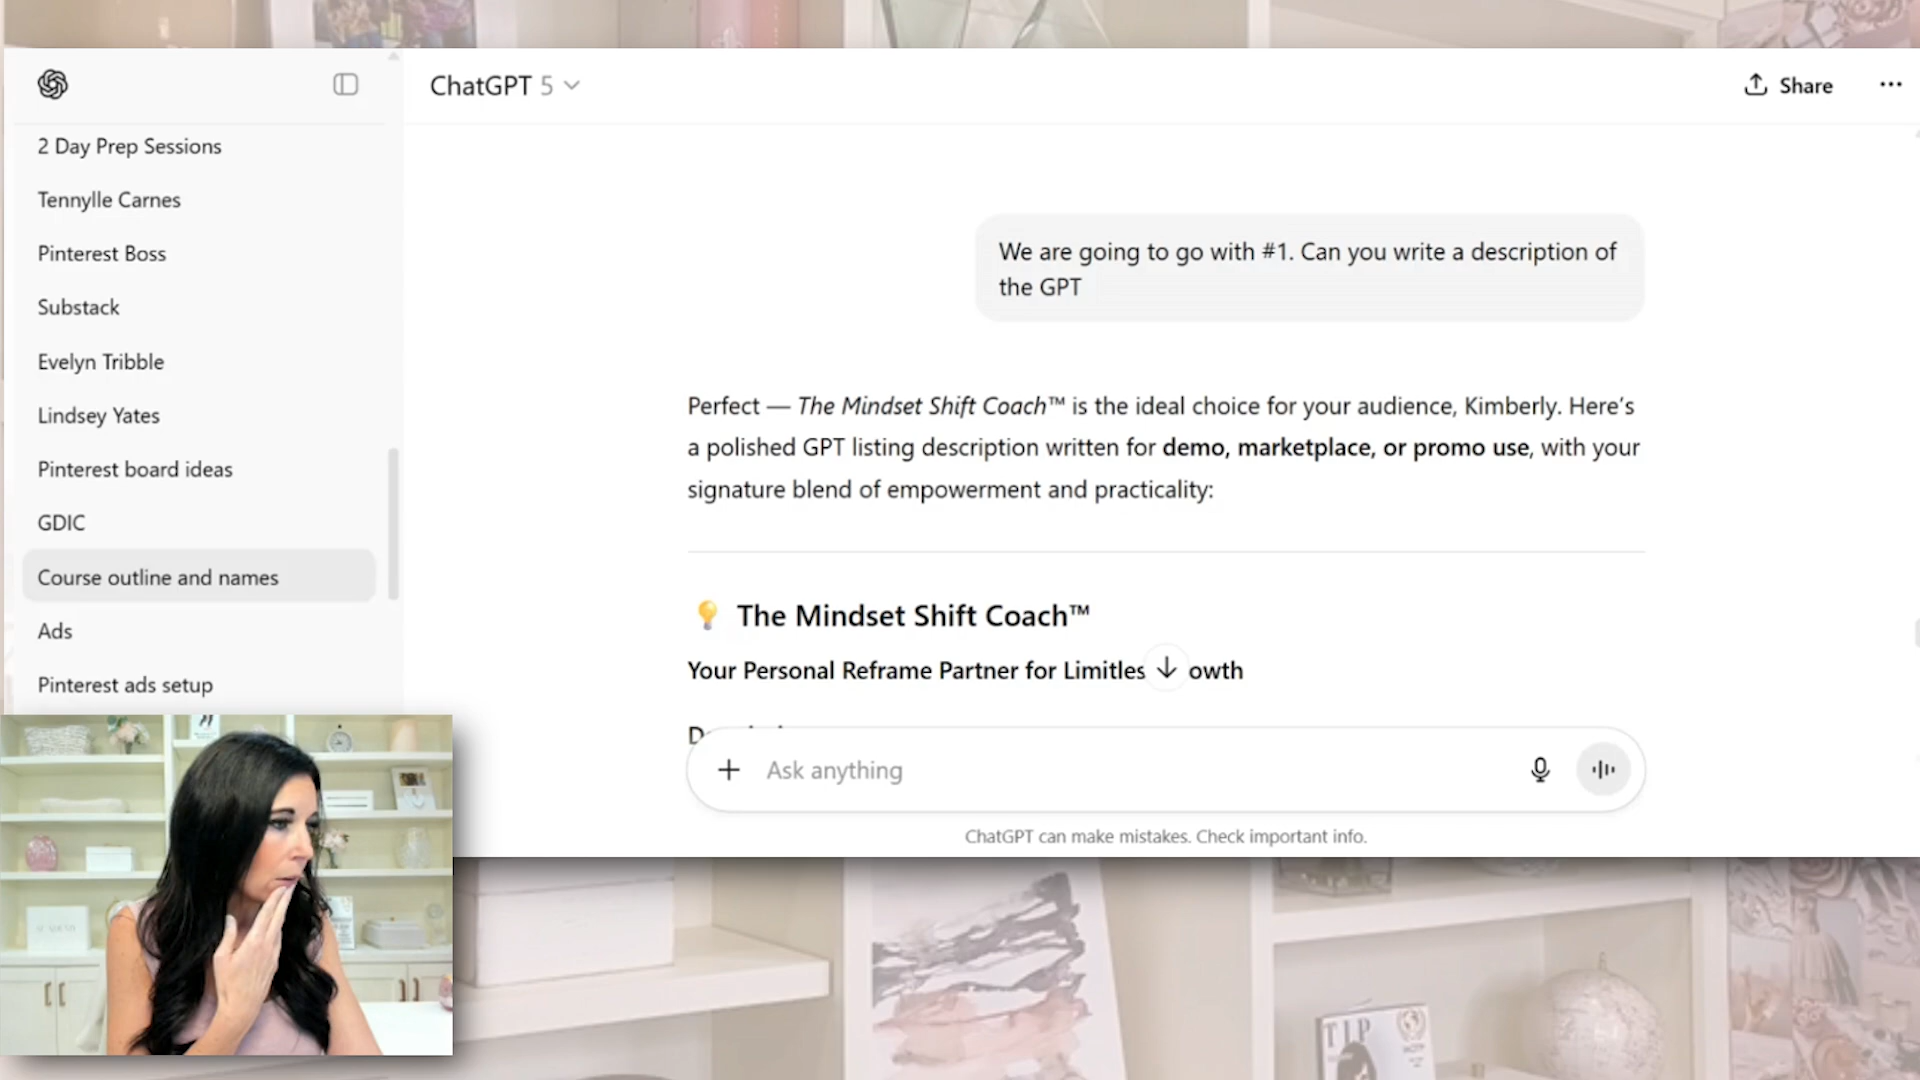 ChatGPT 5
Share
2 Day Prep Sessions
Tennylle Carnes
Pinterest Boss
Substack
Evelyn Tribble
Lindsey Yates
Pinterest board ideas
GDIC
Course outline and names
Ads
Pinterest ads setup
We are going to go with #1. Can you write a description of
the GPT
Perfect — The Mindset Shift Coach™ is the ideal choice for your audience, Kimberly. Here's
a polished GPT listing description written for demo, marketplace, or promo use, with your
signature blend of empowerment and practicality:
💡 The Mindset Shift Coach™
Your Personal Reframe Partner for Limitles owth
Ask anything
ChatGPT can make mistakes. Check important info.
ACADEMY